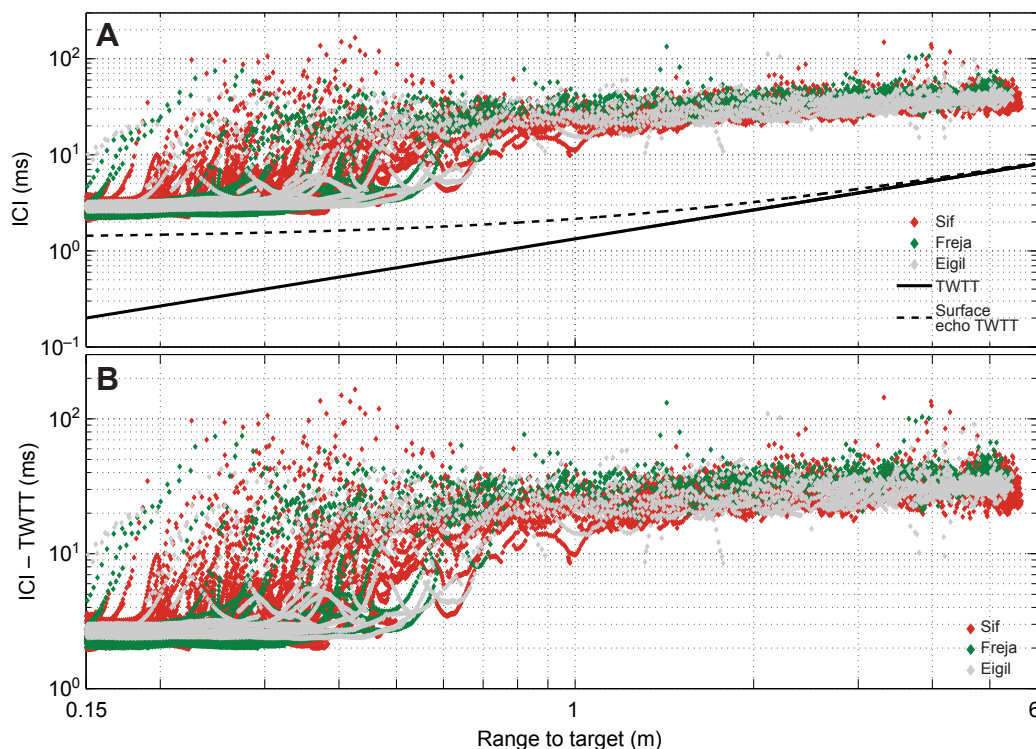 A
ICI (ms)
10²
10¹
10⁰
10⁻¹
Sif
Freja
Eigil
TWTT
Surface
echo TWTT
B
ICI – TWTT (ms)
10²
10¹
10⁰
Sif
Freja
Eigil
0.15
1
6
Range to target (m)